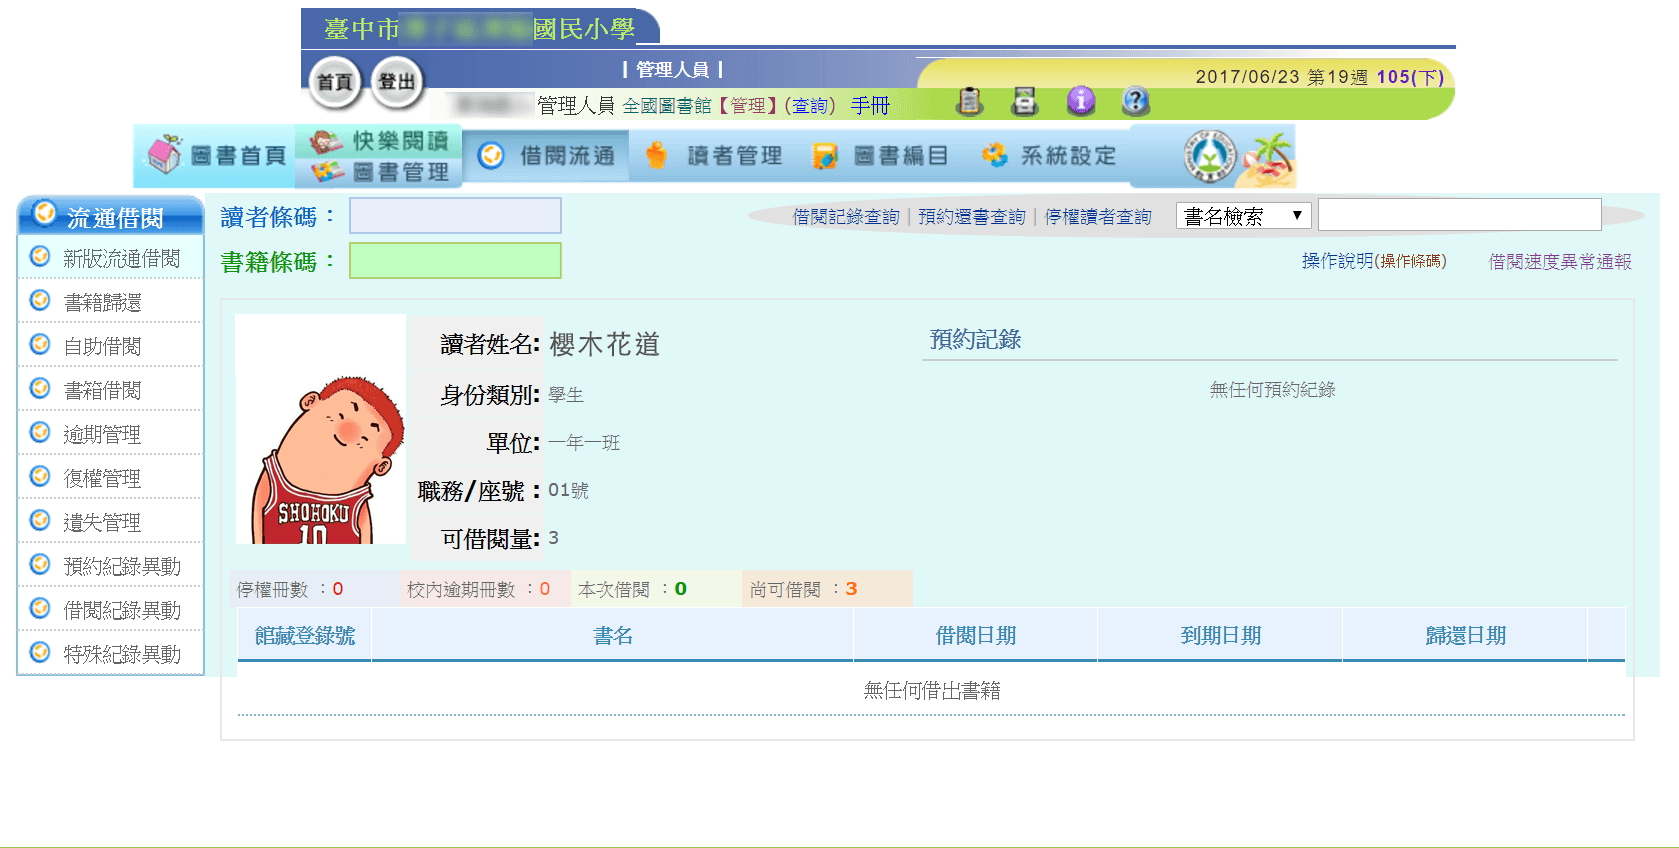 臺中市 國民小學
首頁 登出 | 管理人員 |
2017/06/23 第19週 105(下)
管理人員 全國圖書館【管理】(查詢) 手冊
圖書首頁 快樂閱讀 圖書管理 借閱流通 讀者管理 圖書編目 系統設定
流通借閱
新版流通借閱
書籍歸還
自助借閱
書箱借閱
逾期管理
復權管理
遺失管理
預約紀錄異動
借閱紀錄異動
特殊紀錄異動
讀者條碼：
借閱記錄查詢 | 預約還書查詢 | 停權讀者查詢 書名檢索
書籍條碼：
操作說明(操作條碼) 借閱速度異常通報
SHOHOKU
10
讀者姓名: 櫻木花道
身份類別: 學生
單位: 一年一班
職務/座號： 01號
可借閱量: 3
預約記錄
無任何預約紀錄
停權冊數 ：0 校內逾期冊數 ：0 本次借閱 ：0 尚可借閱 ：3
館藏登錄號 書名 借閱日期 到期日期 歸還日期
無任何借出書籍